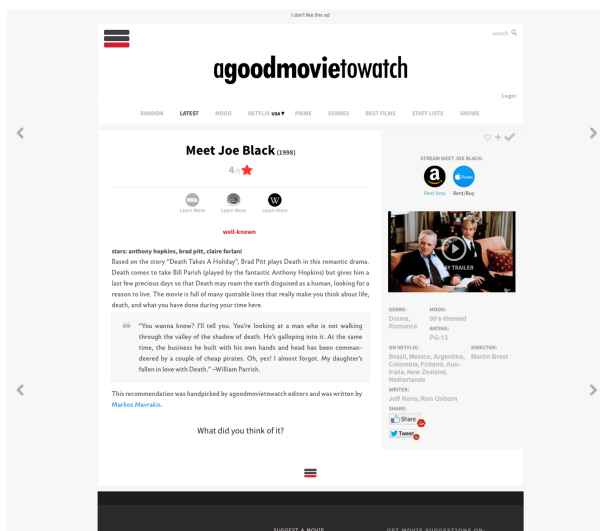 I don't like this ad
search
agoodmovietowatch
Login
RANDOM LATEST MOOD NETFLIX USA▼ PRIME GENRES BEST FILMS STAFF LISTS SHOWS
Meet Joe Black (1998)
4/5
Learn More Learn More Learn more
well-known
stars: anthony hopkins, brad pitt, claire forlani
Based on the story "Death Takes A Holiday", Brad Pitt plays Death in this romantic drama.
Death comes to take Bill Parish (played by the fantastic Anthony Hopkins) but gives him a
last few precious days so that Death may roam the earth disguised as a human, looking for a
reason to live. The movie is full of many quotable lines that really make you think about life,
death, and what you have done during your time here.
"You wanna know? I'll tell you. You're looking at a man who is not walking
through the valley of the shadow of death. He's galloping into it. At the same
time, the business he built with his own hands and head has been comman-
deered by a couple of cheap pirates. Oh, yes! I almost forgot. My daughter's
fallen in love with Death." –William Parrish.
This recommendation was handpicked by agoodmovietowatch editors and was written by
Markos Mavrakis.
What did you think of it?
STREAM MEET JOE BLACK:
a iTunes
Rent Now Rent/Buy
AY TRAILER
GENRE: MOOD:
Drama, 90's-themed
Romance RATING:
PG-13
ON NETFLIX: DIRECTOR:
Brazil, Mexico, Argentina, Martin Brest
Colombia, Finland, Aus-
tralia, New Zealand,
Netherlands
WRITER:
Jeff Reno, Ron Osborn
SHARE:
Share
Tweet
SUGGEST A MOVIE GET MOVIE SUGGESTIONS ON: